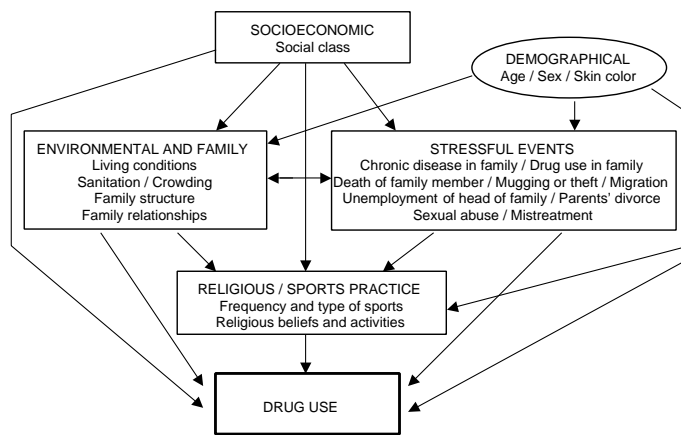 SOCIOECONOMIC
Social class
DEMOGRAPHICAL
Age / Sex / Skin color
ENVIRONMENTAL AND FAMILY
Living conditions
Sanitation / Crowding
Family structure
Family relationships
STRESSFUL EVENTS
Chronic disease in family / Drug use in family
Death of family member / Mugging or theft / Migration
Unemployment of head of family / Parents' divorce
Sexual abuse / Mistreatment
RELIGIOUS / SPORTS PRACTICE
Frequency and type of sports
Religious beliefs and activities
DRUG USE